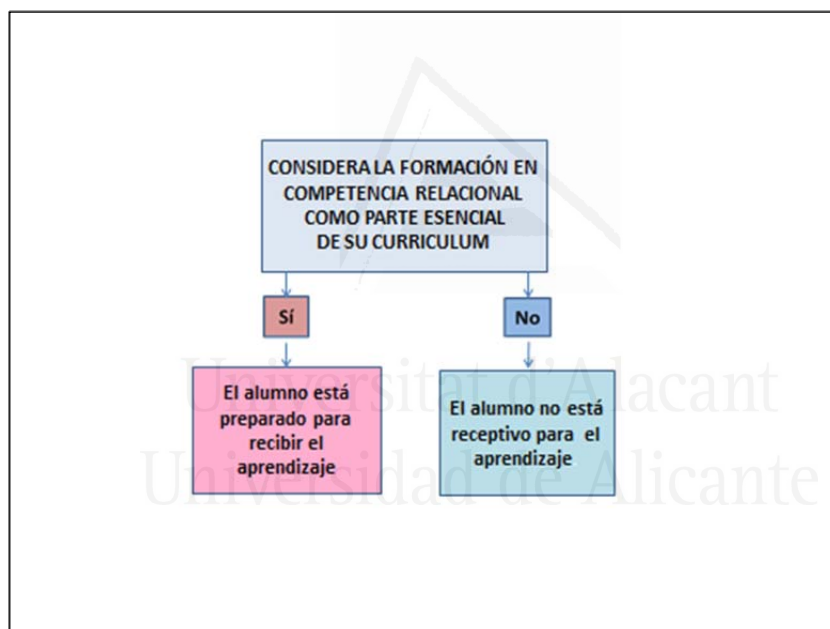 CONSIDERA LA FORMACIÓN EN
COMPETENCIA RELACIONAL
COMO PARTE ESENCIAL
DE SU CURRICULUM
Sí
No
El alumno está
preparado para
recibir el
aprendizaje
El alumno no está
receptivo para el
aprendizaje
Universitat d'Alacant
Universidad de Alicante